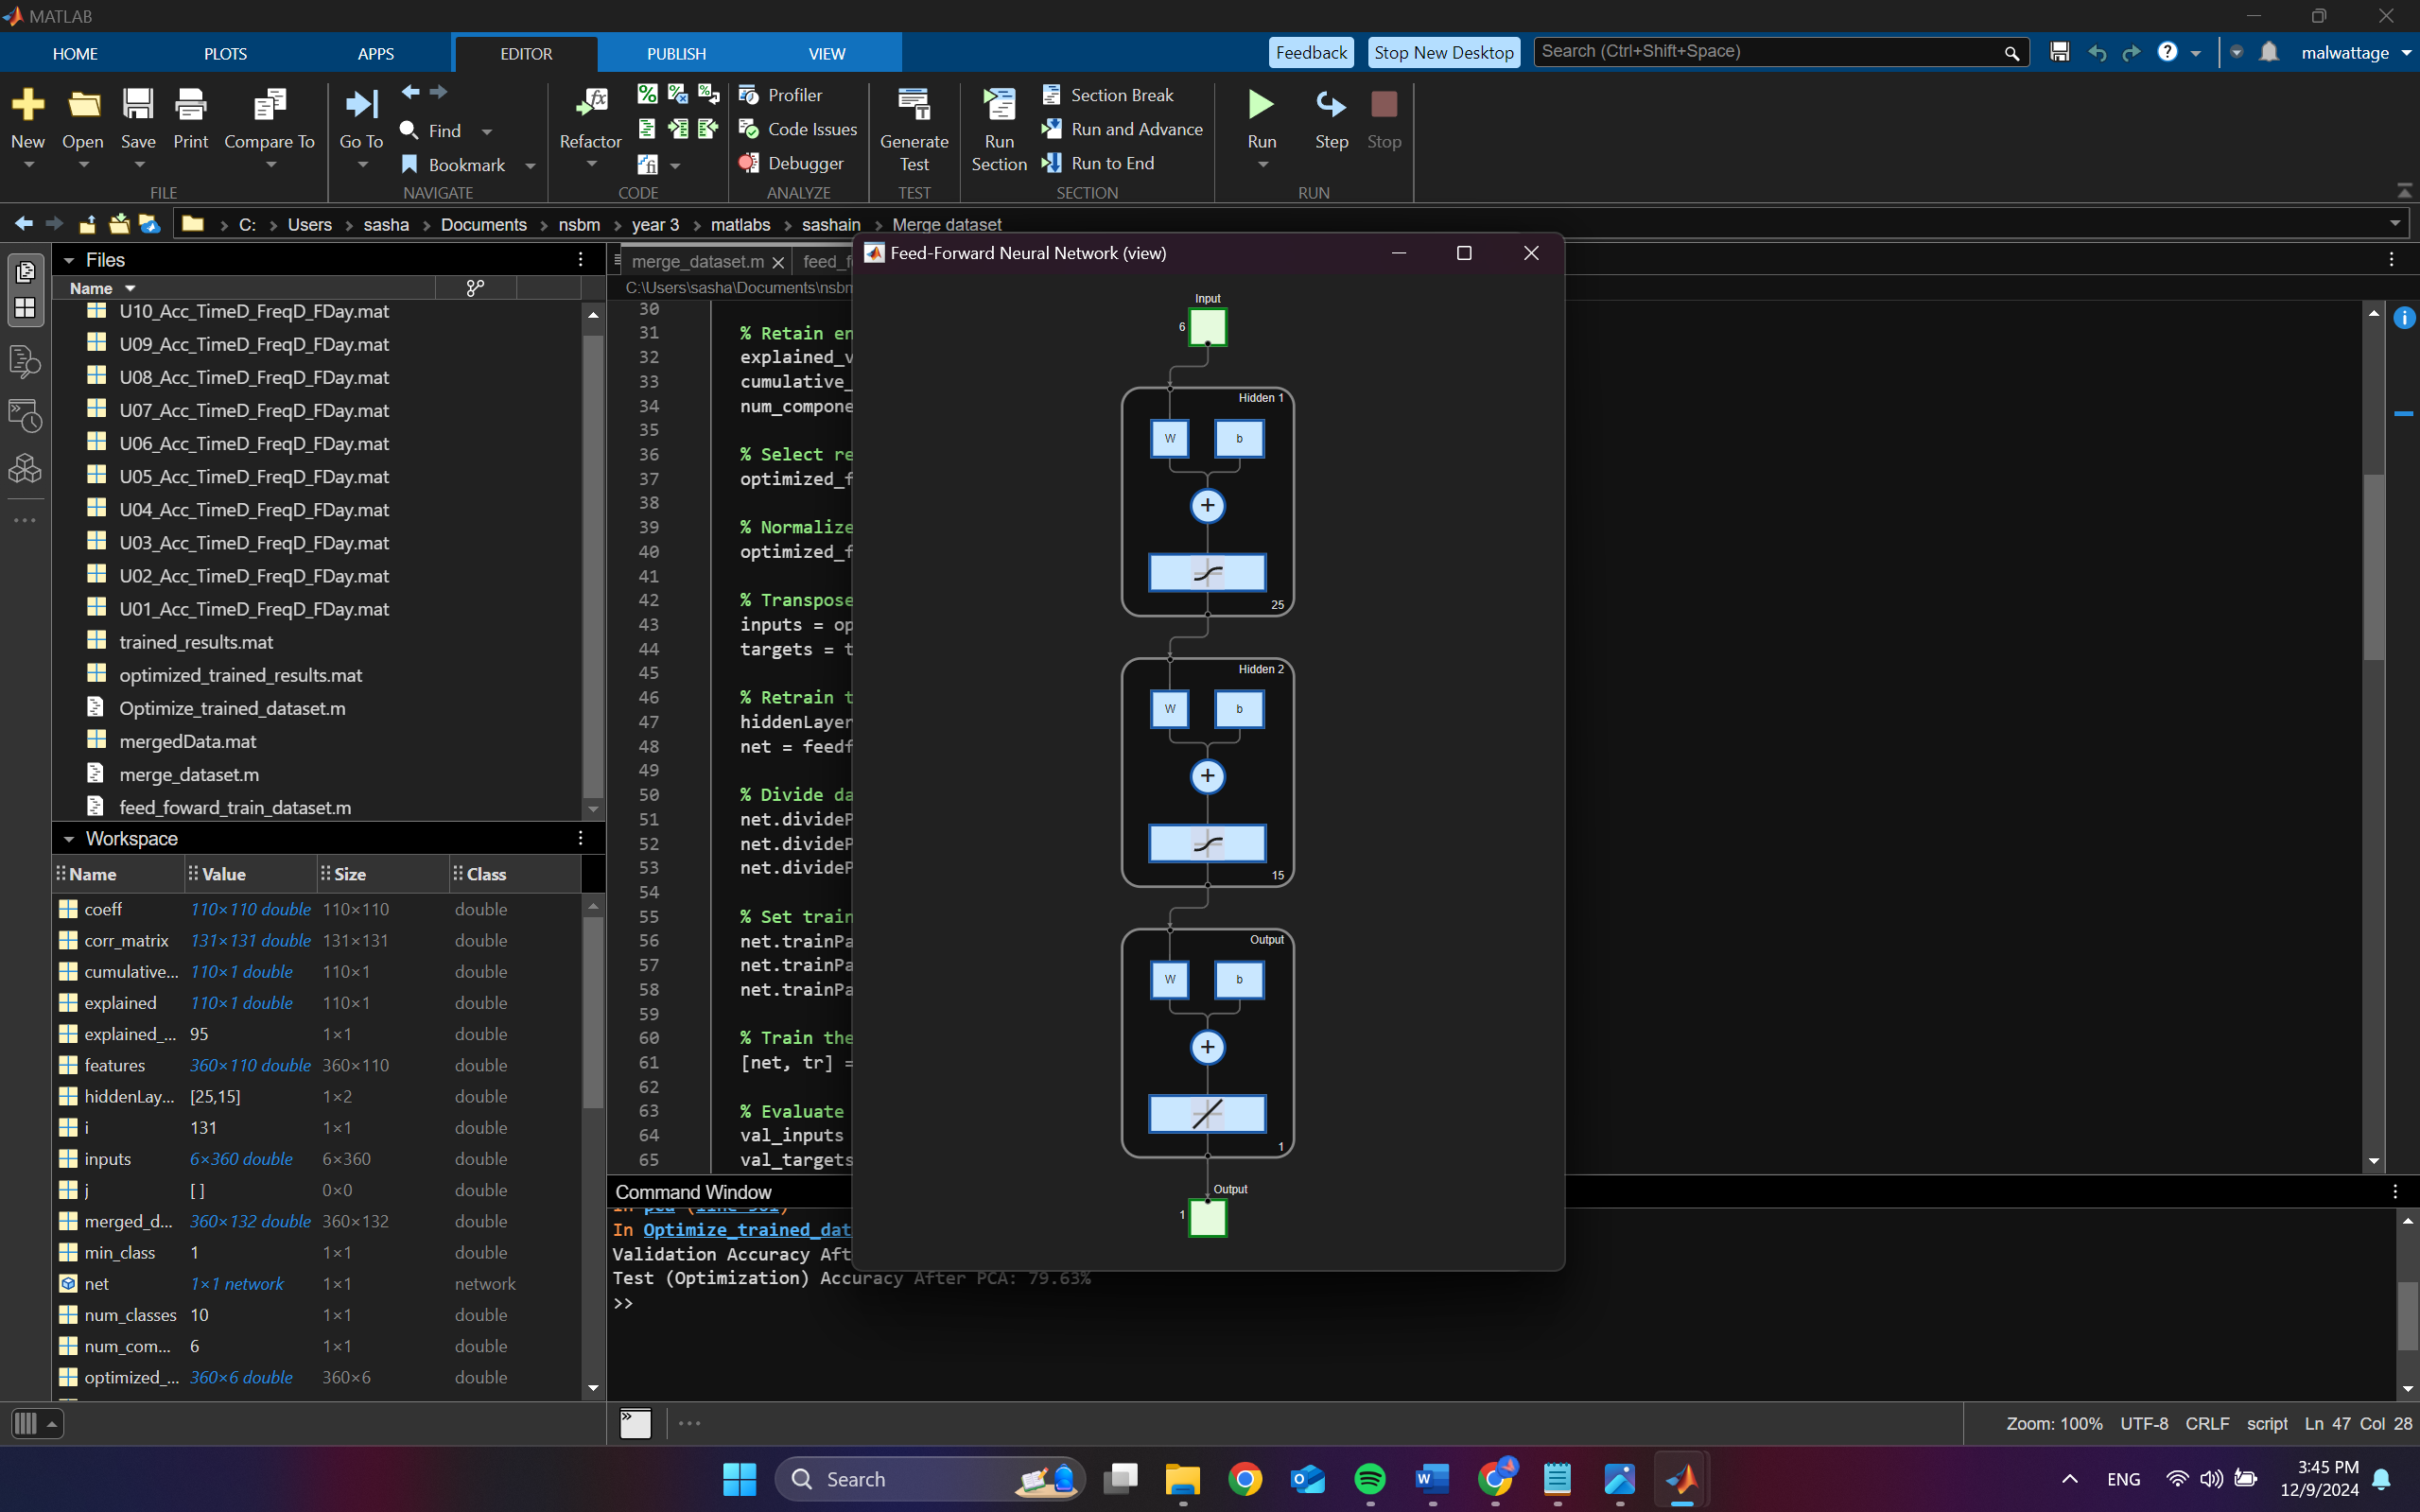 MATLAB
HOME PLOTS APPS EDITOR PUBLISH VIEW Feedback Stop New Desktop Search (Ctrl+Shift+Space) malwattage
New Open Save Print Compare To Go To Find Bookmark Refactor Profiler Code Issues Debugger Generate Test Run Section Section Break Run and Advance Run to End Run Step Stop
FILE NAVIGATE CODE ANALYZE TEST SECTION RUN
C: › Users › sasha › Documents › nsbm › year 3 › matlabs › sashain › Merge dataset
Files
Name
U10_Acc_TimeD_FreqD_FDay.mat
U09_Acc_TimeD_FreqD_FDay.mat
U08_Acc_TimeD_FreqD_FDay.mat
U07_Acc_TimeD_FreqD_FDay.mat
U06_Acc_TimeD_FreqD_FDay.mat
U05_Acc_TimeD_FreqD_FDay.mat
U04_Acc_TimeD_FreqD_FDay.mat
U03_Acc_TimeD_FreqD_FDay.mat
U02_Acc_TimeD_FreqD_FDay.mat
U01_Acc_TimeD_FreqD_FDay.mat
trained_results.mat
optimized_trained_results.mat
Optimize_trained_dataset.m
mergedData.mat
merge_dataset.m
feed_foward_train_dataset.m
Workspace
Name Value Size Class
coeff 110×110 double 110×110 double
corr_matrix 131×131 double 131×131 double
cumulative... 110×1 double 110×1 double
explained 110×1 double 110×1 double
explained_... 95 1×1 double
features 360×110 double 360×110 double
hiddenLay... [25,15] 1×2 double
i 131 1×1 double
inputs 6×360 double 6×360 double
j [ ] 0×0 double
merged_d... 360×132 double 360×132 double
min_class 1 1×1 double
net 1×1 network 1×1 network
num_classes 10 1×1 double
num_com... 6 1×1 double
optimized_... 360×6 double 360×6 double
merge_dataset.m feed_f
C:\Users\sasha\Documents\nsbm
30
31 % Retain en
32 explained_v
33 cumulative_
34 num_compone
35
36 % Select re
37 optimized_f
38
39 % Normalize
40 optimized_f
41
42 % Transpose
43 inputs = op
44 targets = t
45
46 % Retrain t
47 hiddenLayer
48 net = feedf
49
50 % Divide da
51 net.divideP
52 net.divideP
53 net.divideP
54
55 % Set train
56 net.trainPa
57 net.trainPa
58 net.trainPa
59
60 % Train the
61 [net, tr] =
62
63 % Evaluate
64 val_inputs
65 val_targets
Feed-Forward Neural Network (view)
Input
6
Hidden 1
W b
+
25
Hidden 2
W b
+
15
Output
W b
+
1
Output
1
Command Window
In Optimize_trained_dat
Validation Accuracy Aft
Test (Optimization) Accuracy After PCA: 79.63%
>>
Zoom: 100% UTF-8 CRLF script Ln 47 Col 28
Search
ENG
3:45 PM
12/9/2024